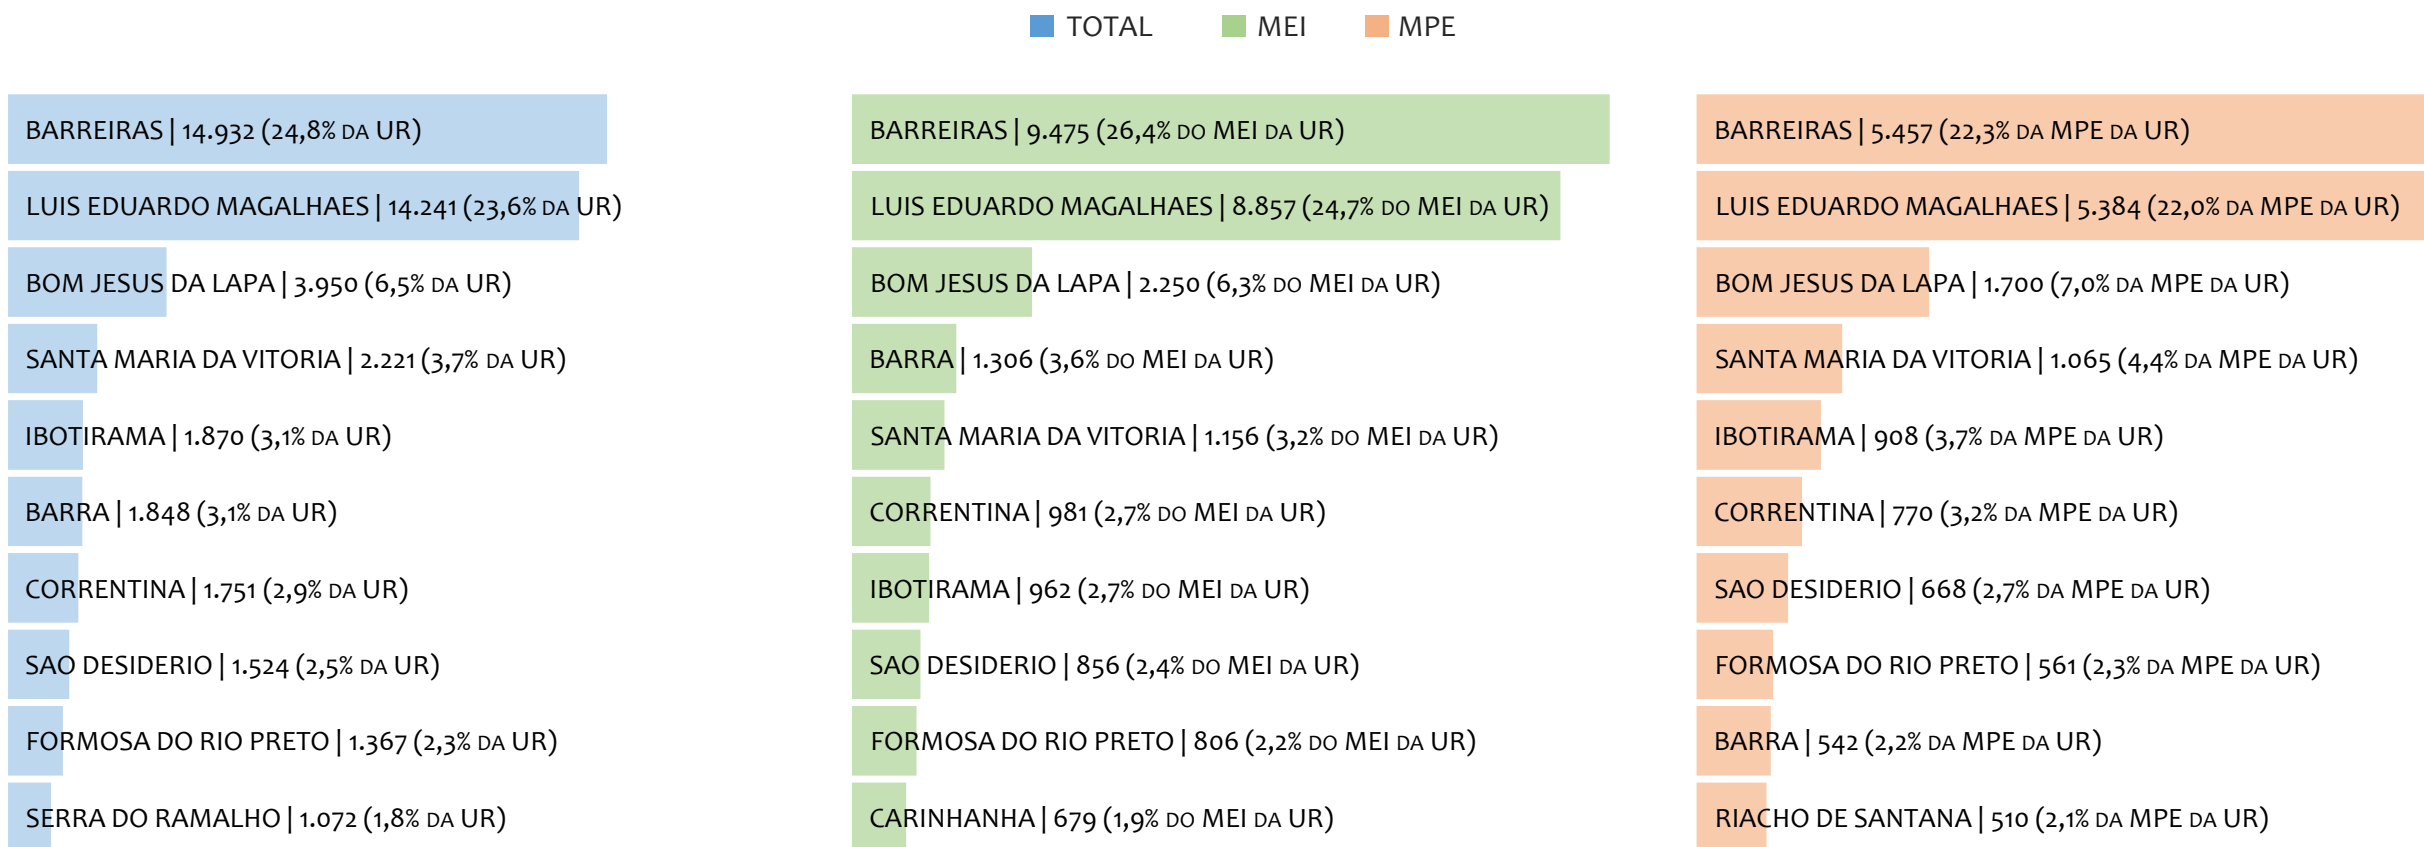 TOTAL MEI MPE
BARREIRAS | 14.932 (24,8% DA UR)
LUIS EDUARDO MAGALHAES | 14.241 (23,6% DA UR)
BOM JESUS DA LAPA | 3.950 (6,5% DA UR)
SANTA MARIA DA VITORIA | 2.221 (3,7% DA UR)
IBOTIRAMA | 1.870 (3,1% DA UR)
BARRA | 1.848 (3,1% DA UR)
CORRENTINA | 1.751 (2,9% DA UR)
SAO DESIDERIO | 1.524 (2,5% DA UR)
FORMOSA DO RIO PRETO | 1.367 (2,3% DA UR)
SERRA DO RAMALHO | 1.072 (1,8% DA UR)
BARREIRAS | 9.475 (26,4% DO MEI DA UR)
LUIS EDUARDO MAGALHAES | 8.857 (24,7% DO MEI DA UR)
BOM JESUS DA LAPA | 2.250 (6,3% DO MEI DA UR)
BARRA | 1.306 (3,6% DO MEI DA UR)
SANTA MARIA DA VITORIA | 1.156 (3,2% DO MEI DA UR)
CORRENTINA | 981 (2,7% DO MEI DA UR)
IBOTIRAMA | 962 (2,7% DO MEI DA UR)
SAO DESIDERIO | 856 (2,4% DO MEI DA UR)
FORMOSA DO RIO PRETO | 806 (2,2% DO MEI DA UR)
CARINHANHA | 679 (1,9% DO MEI DA UR)
BARREIRAS | 5.457 (22,3% DA MPE DA UR)
LUIS EDUARDO MAGALHAES | 5.384 (22,0% DA MPE DA UR)
BOM JESUS DA LAPA | 1.700 (7,0% DA MPE DA UR)
SANTA MARIA DA VITORIA | 1.065 (4,4% DA MPE DA UR)
IBOTIRAMA | 908 (3,7% DA MPE DA UR)
CORRENTINA | 770 (3,2% DA MPE DA UR)
SAO DESIDERIO | 668 (2,7% DA MPE DA UR)
FORMOSA DO RIO PRETO | 561 (2,3% DA MPE DA UR)
BARRA | 542 (2,2% DA MPE DA UR)
RIACHO DE SANTANA | 510 (2,1% DA MPE DA UR)